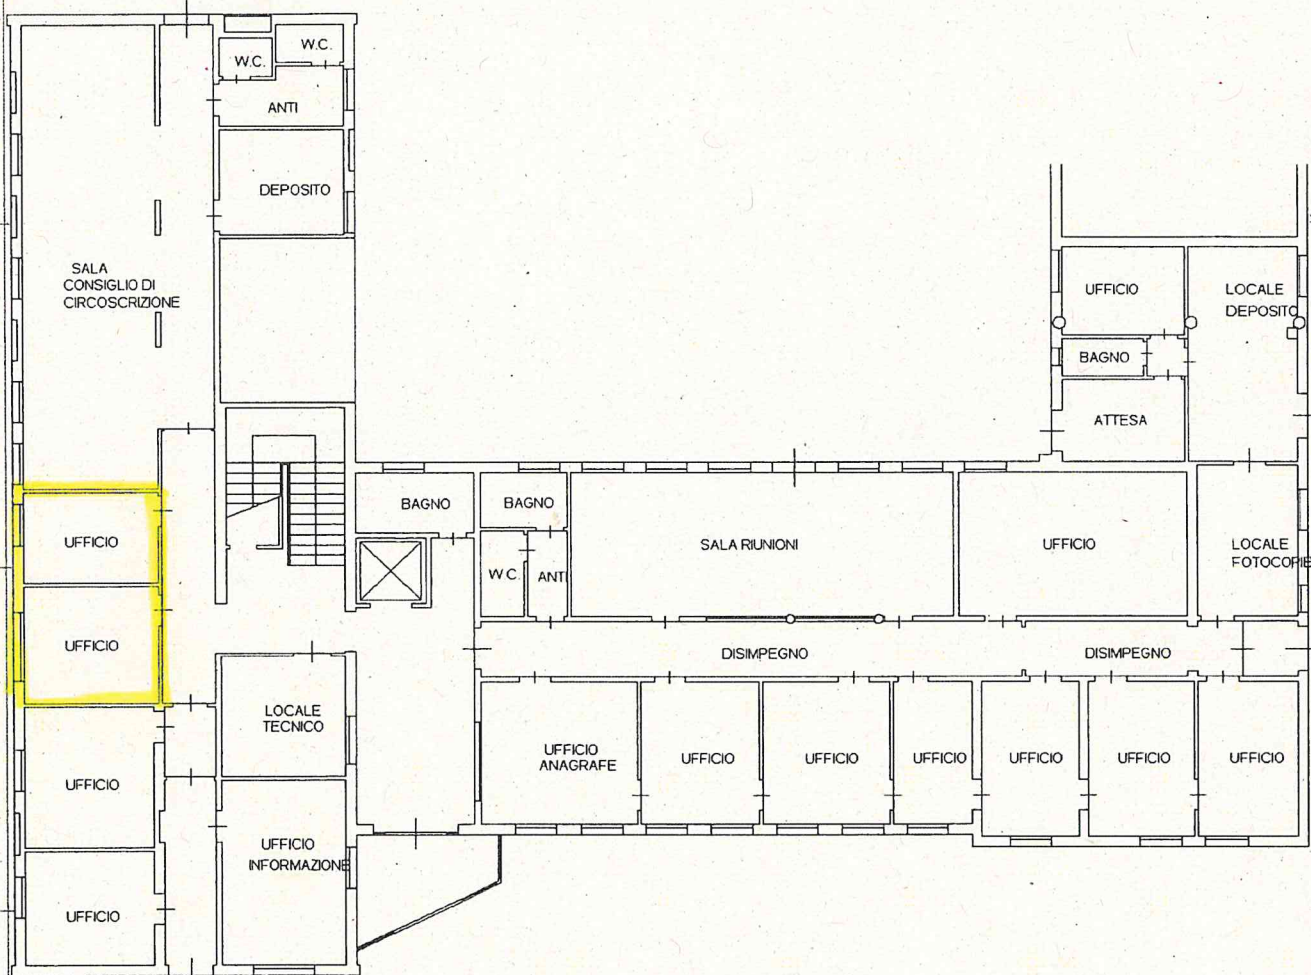 W.C.
W.C.
ANTI
DEPOSITO
SALA
CONSIGLIO DI
CIRCOSCRIZIONE
UFFICIO
LOCALE
DEPOSITO
BAGNO
ATTESA
BAGNO
BAGNO
UFFICIO
SALA RIUNIONI
UFFICIO
LOCALE
FOTOCOPIE
W.C.
ANTI
UFFICIO
DISIMPEGNO
DISIMPEGNO
LOCALE
TECNICO
UFFICIO
UFFICIO
ANAGRAFE
UFFICIO
UFFICIO
UFFICIO
UFFICIO
UFFICIO
UFFICIO
UFFICIO
INFORMAZIONE
UFFICIO